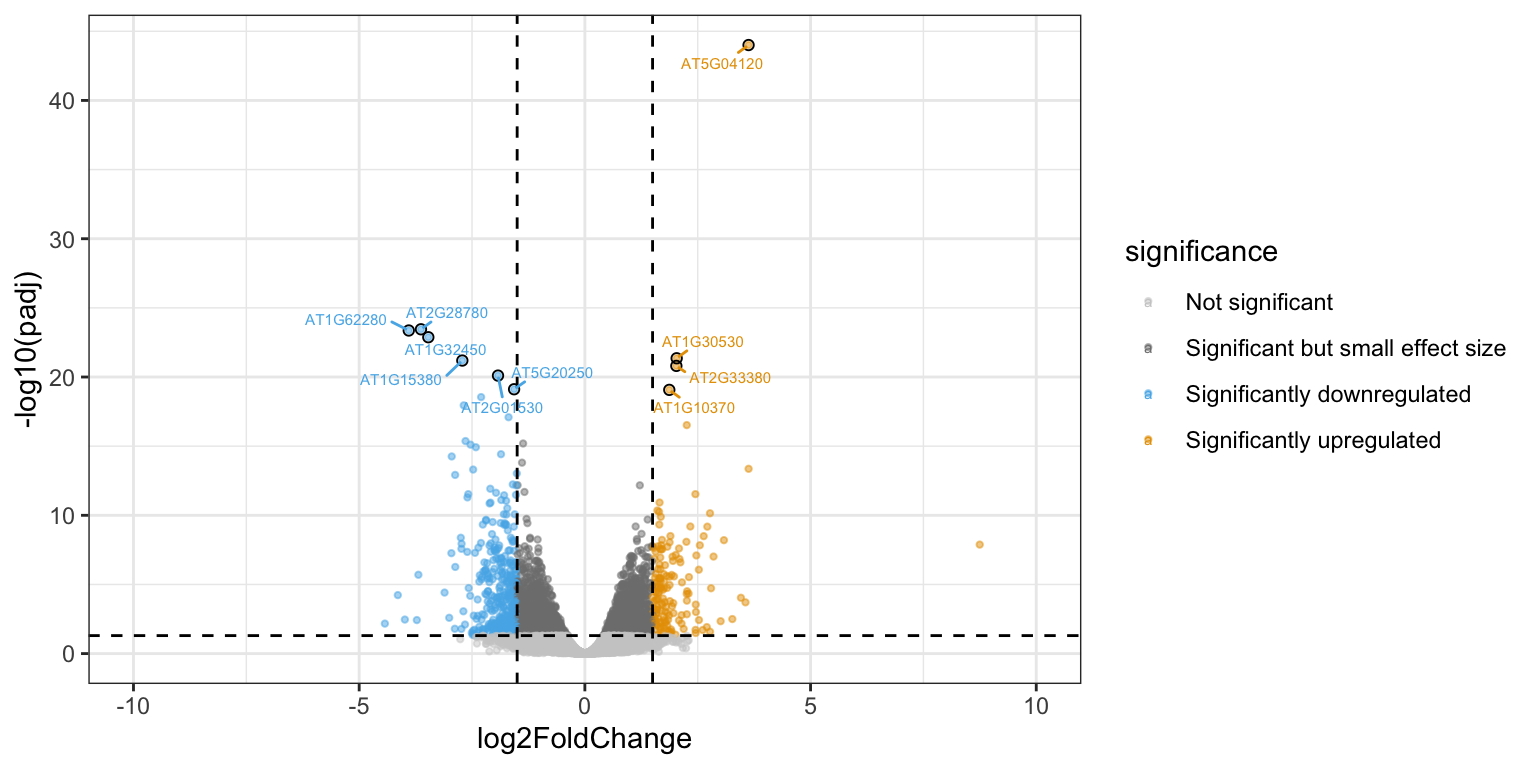 -log10(padj)
40
30
20
10
0
AT5G04120
AT2G28780
AT1G62280
AT1G32450
AT1G15380
AT5G20250
AT2G01530
AT1G30530
AT2G33380
AT1G10370
-10
-5
0
5
10
log2FoldChange
significance
a Not significant
a Significant but small effect size
a Significantly downregulated
a Significantly upregulated